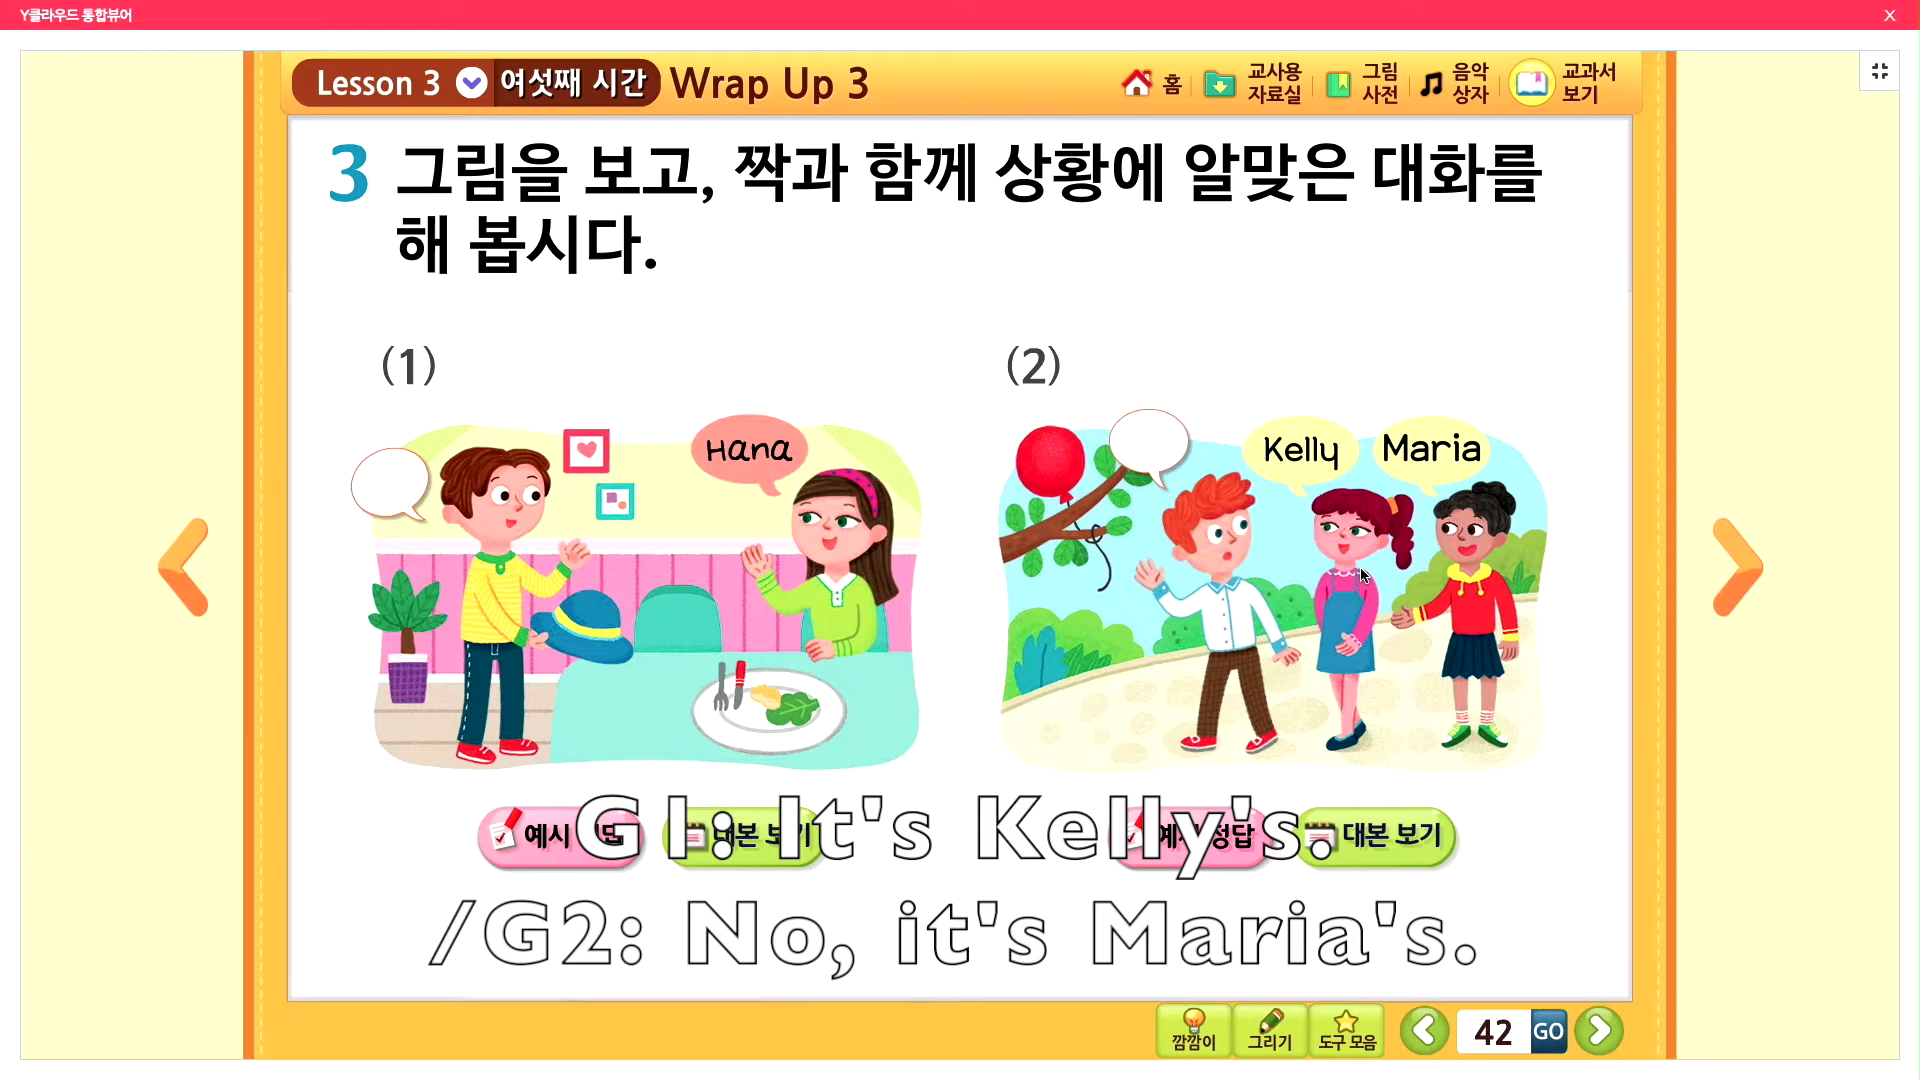 Y클라우드 통합뷰어
X
Lesson 3 여섯째 시간 Wrap Up 3
홈
교사용 자료실
그림 사전
음악 상자
교과서 보기
3 그림을 보고, 짝과 함께 상황에 알맞은 대화를
해 봅시다.
(1)
(2)
Hana
Kelly
Maria
예시
대본 보기
예시 정답
대본 보기
G1: It's Kelly's.
/G2: No, it's Maria's.
깜깜이
그리기
도구 모음
42
GO